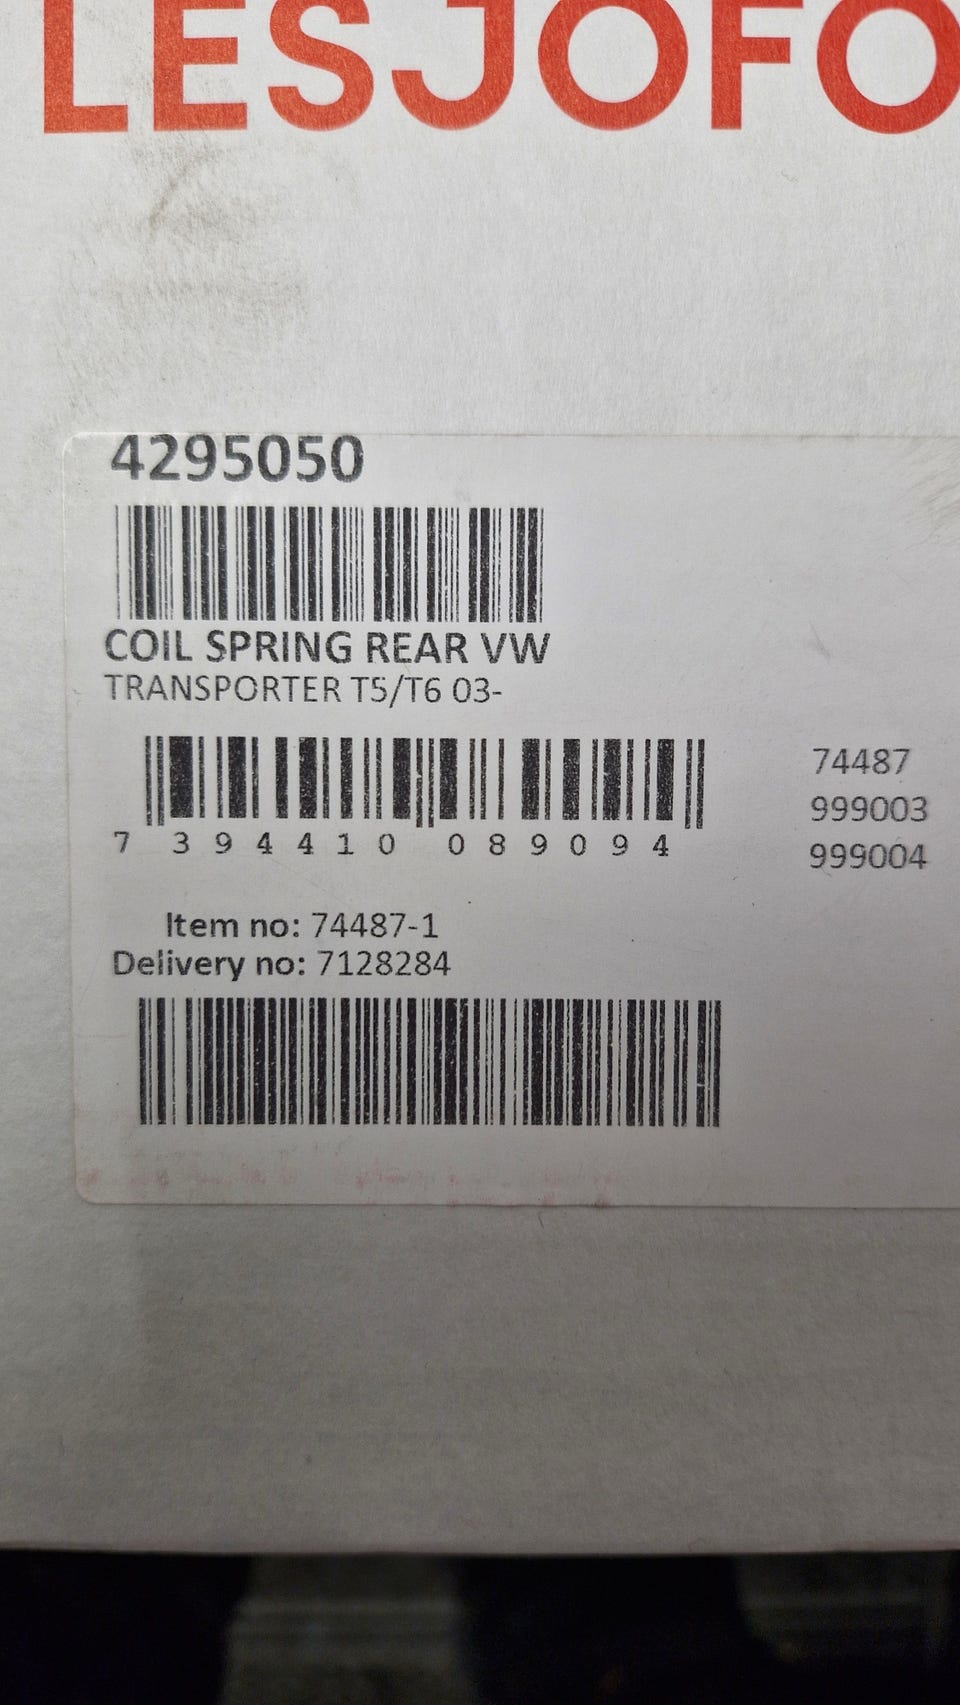 LESJOFO
4295050
COIL SPRING REAR VW
TRANSPORTER T5/T6 03-
7 394410 089094
74487
999003
999004
Item no: 74487-1
Delivery no: 7128284